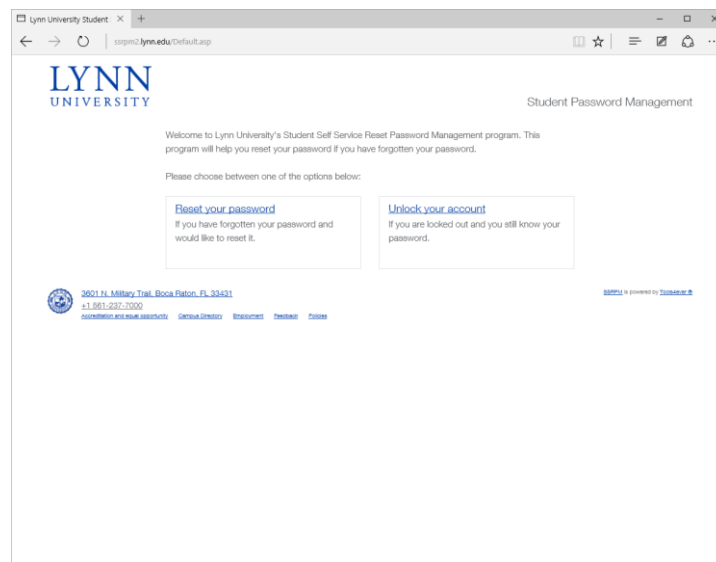 Lynn University Student
ssrpm2.lynn.edu/Default.asp
LYNN
UNIVERSITY
Student Password Management
Welcome to Lynn University's Student Self Service Reset Password Management program. This
program will help you reset your password if you have forgotten your password.
Please choose between one of the options below:
Reset your password
If you have forgotten your password and
would like to reset it.
Unlock your account
If you are locked out and you still know your
password.
3601 N. Military Trail, Boca Raton, FL 33431
+1 561-237-7000
Accreditation and equal opportunity Campus Directory Employment Feedback Policies
SSRPM is powered by Tools4ever ®